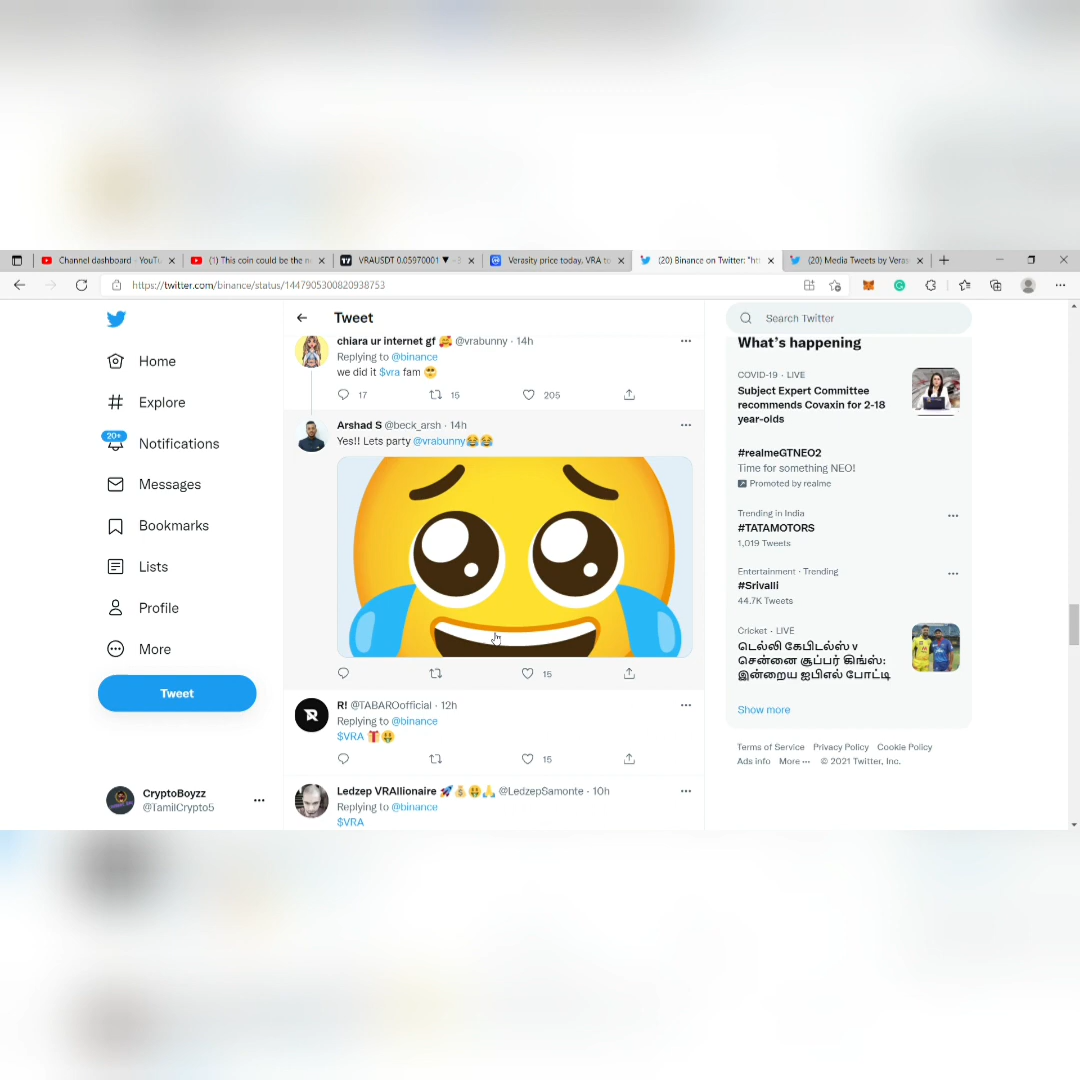 Channel dashboard - YouTu
(1) This coin could be the n
VRAUSDT 0.05970001 ▼
Verasity price today, VRA to
(20) Binance on Twitter: "htt
(20) Media Tweets by Veras
https://twitter.com/binance/status/1447905300820938753
Home
Explore
20+
Notifications
Messages
Bookmarks
Lists
Profile
More
Tweet
CryptoBoyzz
@TamilCrypto5
Tweet
chiara ur internet gf 🥰 @vrabunny · 14h
Replying to @binance
we did it $vra fam 😎
17 15 205
Arshad S @beck_arsh · 14h
Yes!! Lets party @vrabunny😂😂
15
R! @TABAROofficial · 12h
Replying to @binance
$VRA 🎁🤑
15
Ledzep VRAllionaire 🚀💰🤑🙏 @LedzepSamonte · 10h
Replying to @binance
$VRA
Search Twitter
What's happening
COVID-19 · LIVE
Subject Expert Committee
recommends Covaxin for 2-18
year-olds
#realmeGTNEO2
Time for something NEO!
Promoted by realme
Trending in India
#TATAMOTORS
1,019 Tweets
Entertainment · Trending
#Srivalli
44.7K Tweets
Cricket · LIVE
டெல்லி கேபிடல்ஸ் v
சென்னை சூப்பர் கிங்ஸ்:
இன்றைய ஐபிஎல் போட்டி
Show more
Terms of Service Privacy Policy Cookie Policy
Ads info More ··· © 2021 Twitter, Inc.